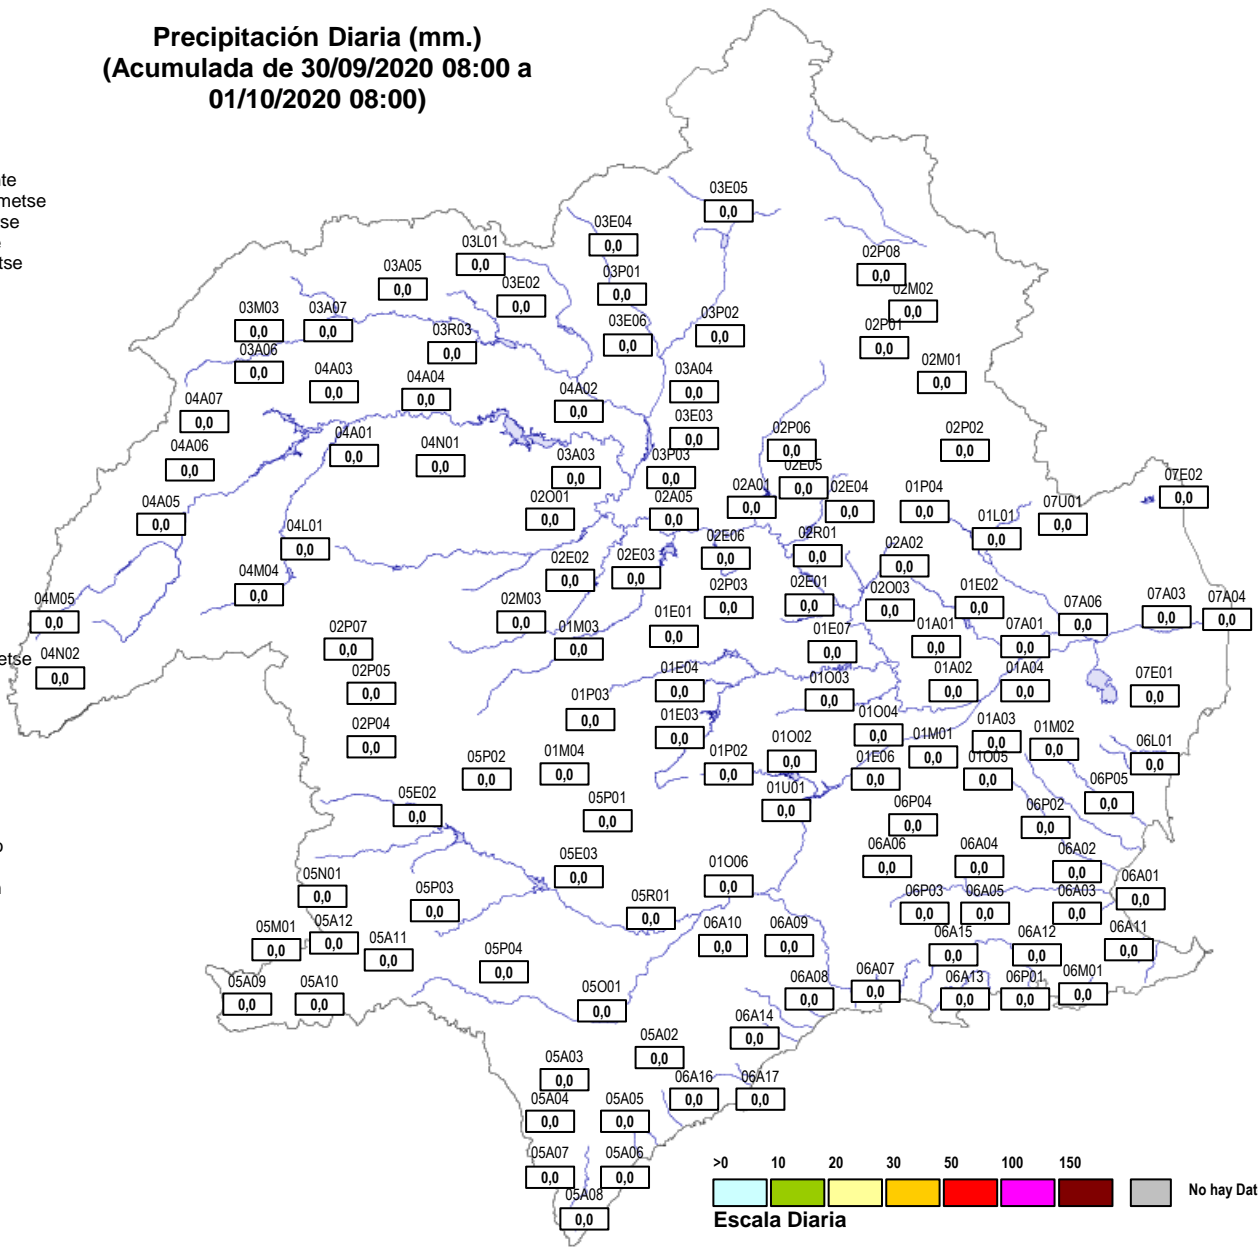 Precipitación Diaria (mm.)
(Acumulada de 30/09/2020 08:00 a
01/10/2020 08:00)
03E05
0,0
03E04
0,0
03L01
0,0
02P08
0,0
03A05
0,0
03P01
0,0
03E02
0,0
02M02
0,0
03M03
0,0
03A07
0,0
03P02
0,0
03E06
0,0
03R03
0,0
02P01
0,0
03A06
0,0
02M01
0,0
04A03
0,0
04A04
0,0
03A04
0,0
04A02
0,0
04A07
0,0
03E03
0,0
02P06
0,0
02P02
0,0
04A01
0,0
04N01
0,0
04A06
0,0
03A03
0,0
03P03
0,0
02E05
0,0
07E02
0,0
02A01
0,0
02E04
0,0
01P04
0,0
02O01
0,0
02A05
0,0
04A05
0,0
07U01
0,0
01L01
0,0
04L01
0,0
02E06
0,0
02R01
0,0
02A02
0,0
02E02
0,0
02E03
0,0
04M04
0,0
02P03
0,0
02E01
0,0
02O03
0,0
01E02
0,0
04M05
0,0
02M03
0,0
01E01
0,0
07A06
0,0
07A03
0,0
07A04
0,0
02P07
0,0
01M03
0,0
01E07
0,0
01A01
0,0
07A01
0,0
etse
04N02
0,0
02P05
0,0
01E04
0,0
01O03
0,0
01A02
0,0
01A04
0,0
07E01
0,0
01P03
0,0
02P04
0,0
01E03
0,0
01O04
0,0
01A03
0,0
01M02
0,0
01M01
0,0
05P02
0,0
01M04
0,0
01P02
0,0
01O02
0,0
01E06
0,0
01O05
0,0
06L01
0,0
05E02
0,0
05P01
0,0
01U01
0,0
06P04
0,0
06P02
0,0
06P05
0,0
05E03
0,0
01O06
0,0
06A06
0,0
06A04
0,0
06A02
0,0
05N01
0,0
05P03
0,0
05R01
0,0
06P03
0,0
06A05
0,0
06A03
0,0
06A01
0,0
05M01
0,0
05A12
0,0
05A11
0,0
05P04
0,0
06A10
0,0
06A09
0,0
06A15
0,0
06A12
0,0
06A11
0,0
05A09
0,0
05A10
0,0
05O01
0,0
06A08
0,0
06A07
0,0
06A13
0,0
06P01
0,0
06M01
0,0
05A02
0,0
06A14
0,0
05A03
0,0
06A16
0,0
06A17
0,0
05A04
0,0
05A05
0,0
05A07
0,0
05A06
0,0
05A08
0,0
>0 10 20 30 50 100 150
No hay Dat
Escala Diaria